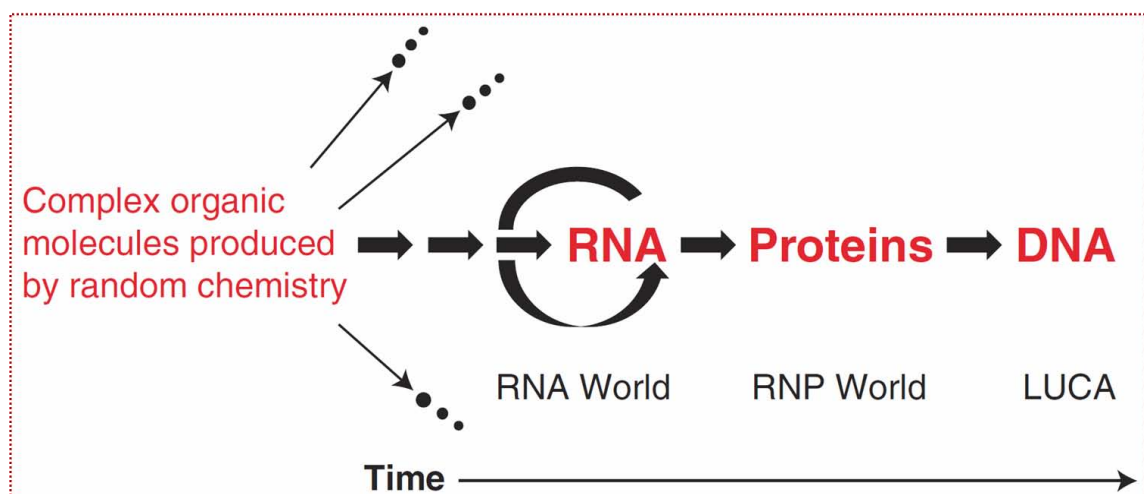 Complex organic
molecules produced
by random chemistry
RNA
Proteins
DNA
RNA World
RNP World
LUCA
Time